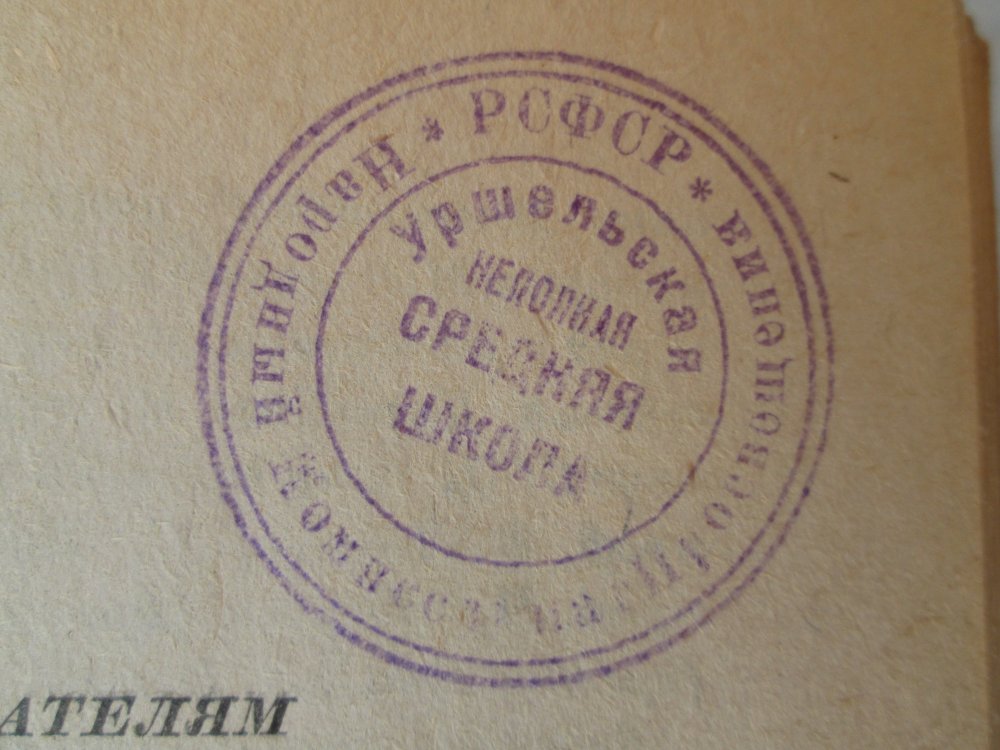 * РСФСР *
Народный Комиссариат Просвещения
Уршельская
НЕПОЛНАЯ
СРЕДНЯЯ
ШКОЛА
АТЕЛЯМ